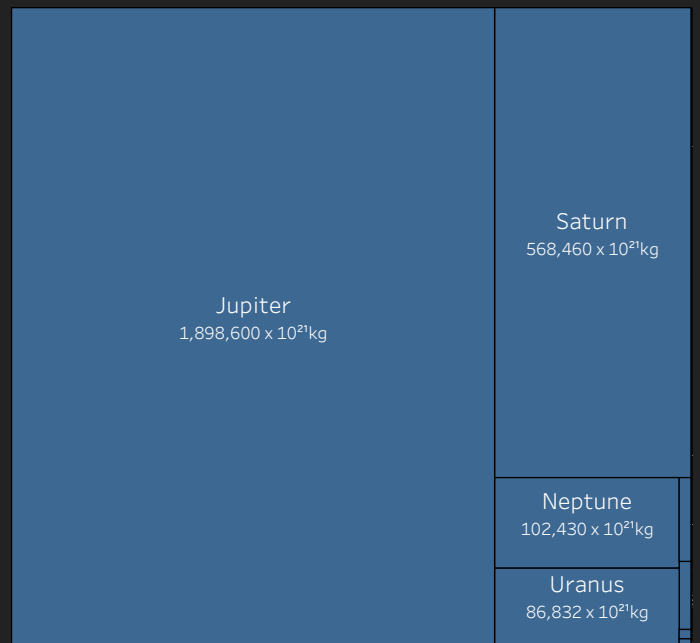 Jupiter
1,898,600 x 10²¹kg
Saturn
568,460 x 10²¹kg
Neptune
102,430 x 10²¹kg
Uranus
86,832 x 10²¹kg